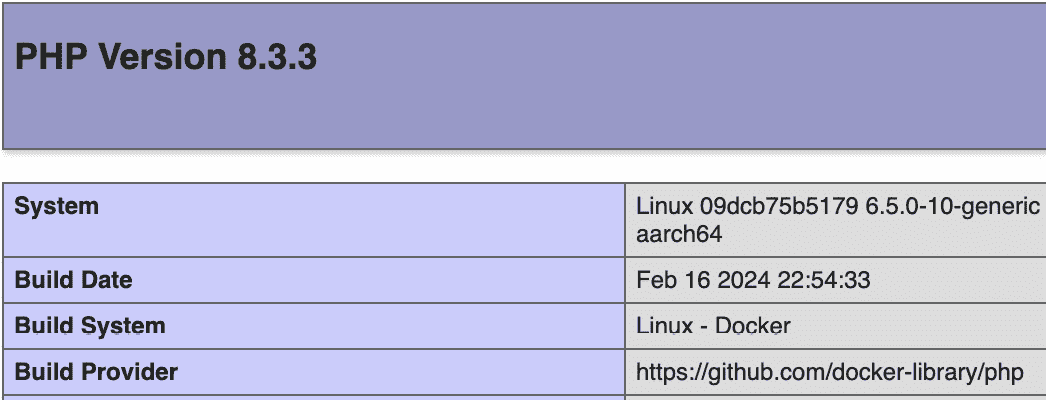 PHP Version 8.3.3
System
Linux 09dcb75b5179 6.5.0-10-generic
aarch64
Build Date
Feb 16 2024 22:54:33
Build System
Linux - Docker
Build Provider
https://github.com/docker-library/php